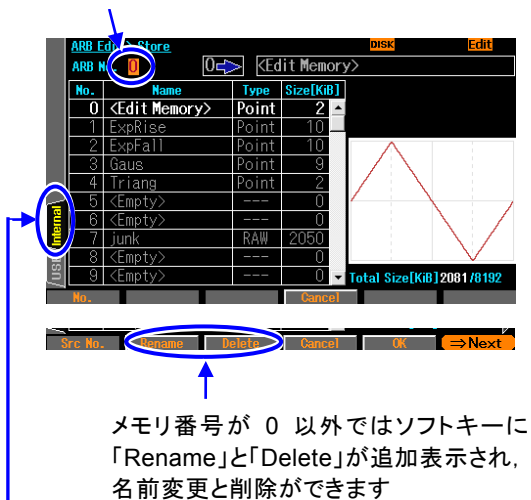 ARB Edit > Store DISK Edit
ARB No. 0 0 <Edit Memory>
No. Name Type Size[KiB]
0 <Edit Memory> Point 2
1 ExpRise Point 10
2 ExpFall Point 10
3 Gaus Point 9
4 Triang Point 2
5 <Empty> --- 0
6 <Empty> --- 0
7 junk RAW 2050
8 <Empty> --- 0
9 <Empty> --- 0
Internal
/USB
Total Size[KiB] 2081/8192
No. Cancel
Src No. Rename Delete Cancel OK ⇒Next
メモリ番号が 0 以外ではソフトキーに
「Rename」と「Delete」が追加表示され,
名前変更と削除ができます